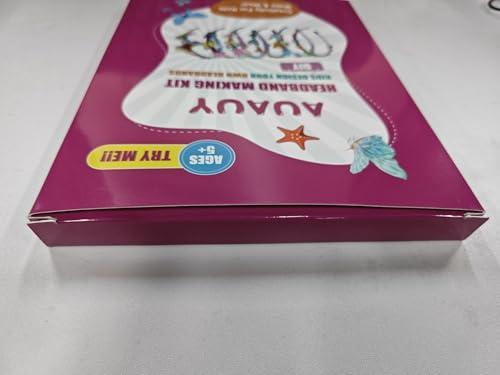 AUAUY
HEADBAND MAKING KIT
KIDS DESIGN YOUR OWN HEADBANDS
DIY
AGES
5+
TRY ME!!